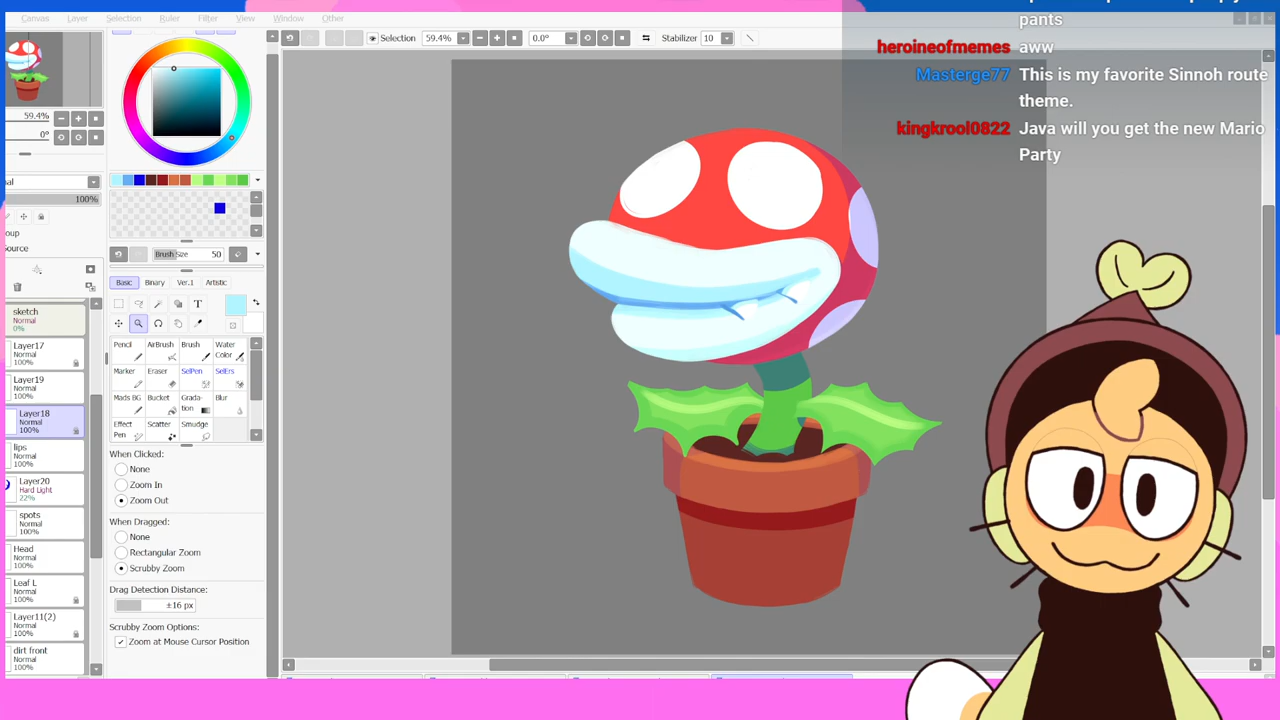 Canvas Layer Selection Ruler Filter View Window Other
Selection 59.4% 0.0° Stabilizer 10
59.4%
0°
100%
oup
Source
Brush Size 50
Basic Binary Ver.1 Artistic
T
sketch
Normal
0%
Layer17
Normal
100%
Layer19
Normal
100%
Layer18
Normal
100%
lips
Normal
100%
Layer20
Hard Light
22%
spots
Normal
100%
Head
Normal
100%
Leaf L
Normal
100%
Layer11(2)
Normal
100%
dirt front
Normal
100%
Pencil AirBrush Brush Water Color
Marker Eraser SelPen SelErs
Mads BG Bucket Grada-tion Blur
Effect Pen Scatter Smudge
When Clicked:
None
Zoom In
Zoom Out
When Dragged:
None
Rectangular Zoom
Scrubby Zoom
Drag Detection Distance:
±16 px
Scrubby Zoom Options:
Zoom at Mouse Cursor Position
pants
heroineofmemes aww
Masterge77 This is my favorite Sinnoh route
theme.
kingkrool0822 Java will you get the new Mario
Party